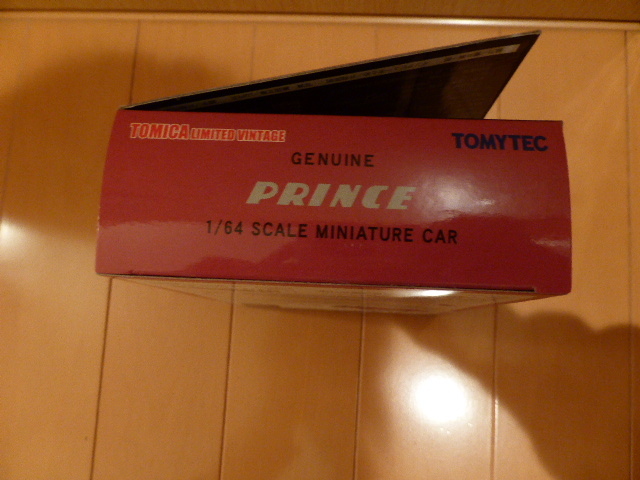 TOMICA LIMITED VINTAGE
TOMYTEC
GENUINE
PRINCE
1/64 SCALE MINIATURE CAR